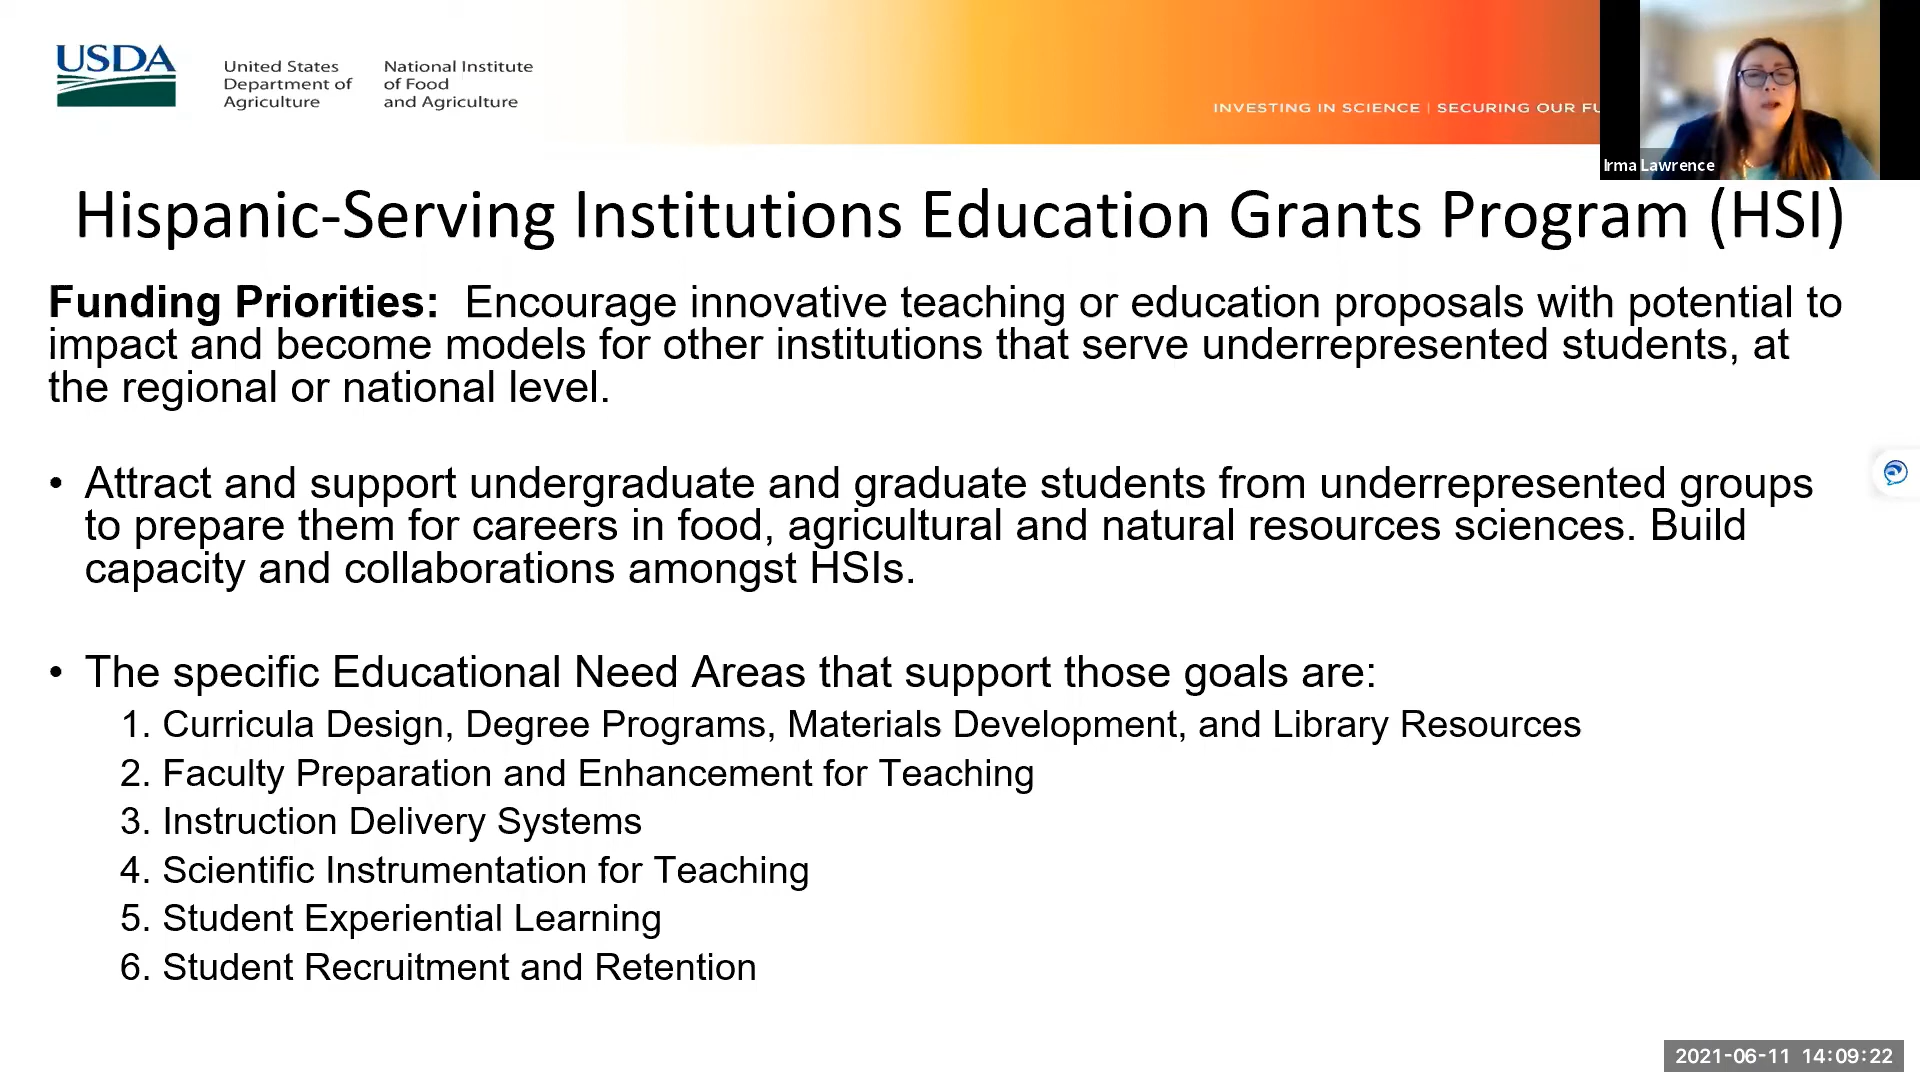 USDA
United States
Department of
Agriculture
National Institute
of Food
and Agriculture
INVESTING IN SCIENCE | SECURING OUR
Irma Lawrence
Hispanic-Serving Institutions Education Grants Program (HSI)
Funding Priorities: Encourage innovative teaching or education proposals with potential to
impact and become models for other institutions that serve underrepresented students, at
the regional or national level.
• Attract and support undergraduate and graduate students from underrepresented groups
to prepare them for careers in food, agricultural and natural resources sciences. Build
capacity and collaborations amongst HSIs.
• The specific Educational Need Areas that support those goals are:
1. Curricula Design, Degree Programs, Materials Development, and Library Resources
2. Faculty Preparation and Enhancement for Teaching
3. Instruction Delivery Systems
4. Scientific Instrumentation for Teaching
5. Student Experiential Learning
6. Student Recruitment and Retention
2021-06-11 14:09:22